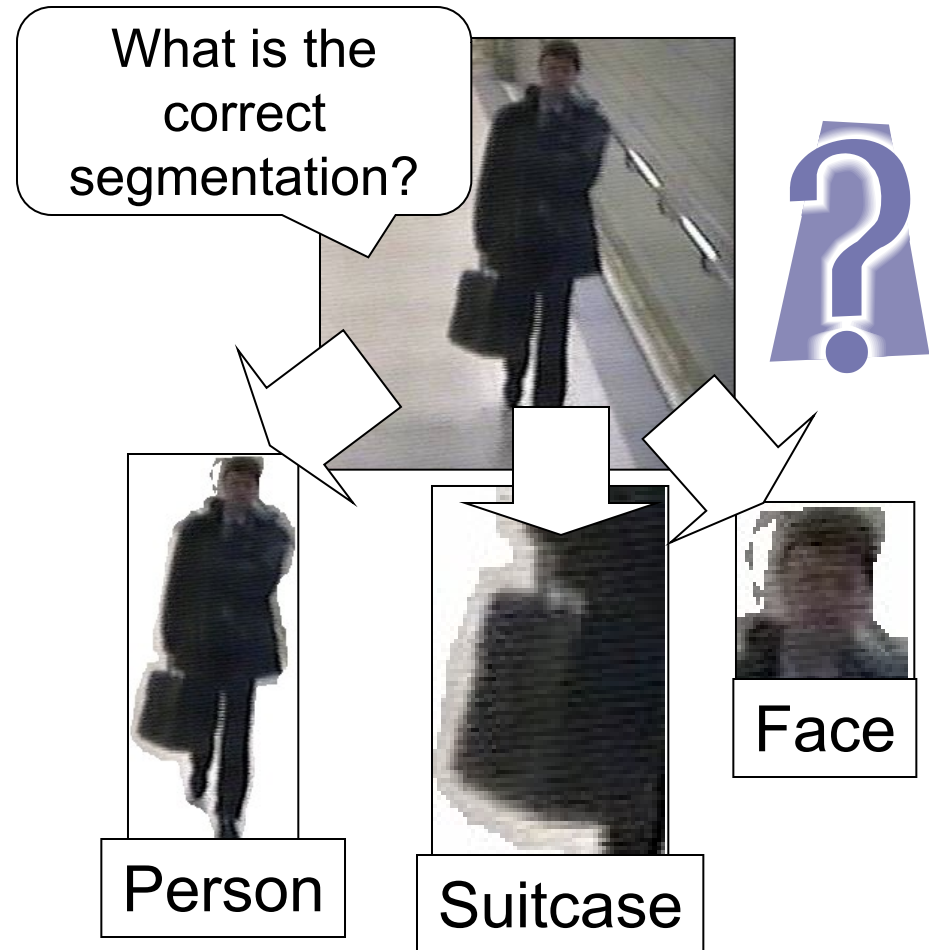 What is the
correct
segmentation?
?
Face
Person
Suitcase